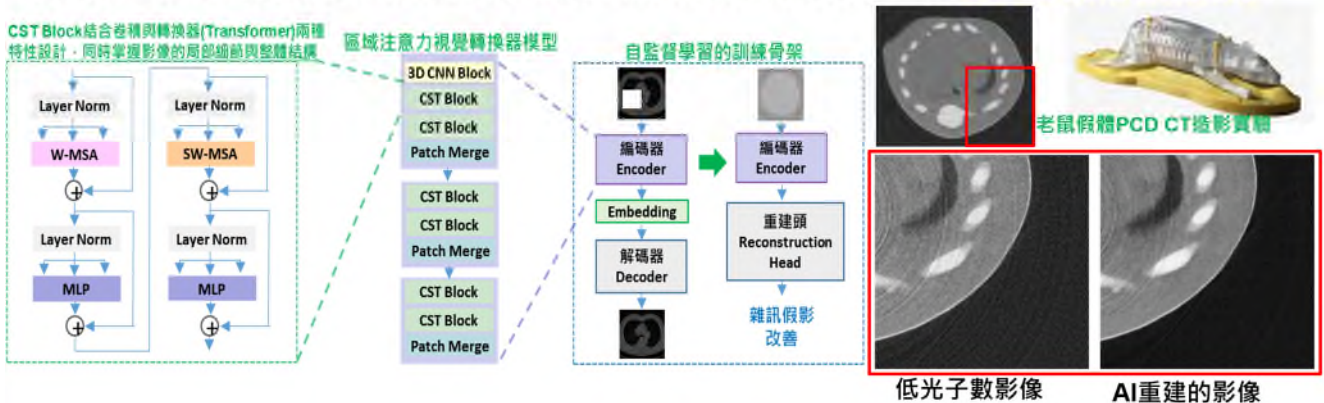 CST Block結合卷積與轉換器(Transformer)兩種
特性設計，同時掌握影像的局部細節與整體結構
Layer Norm
W-MSA
Layer Norm
MLP
Layer Norm
SW-MSA
Layer Norm
MLP
區域注意力視覺轉換器模型
3D CNN Block
CST Block
CST Block
Patch Merge
CST Block
CST Block
Patch Merge
CST Block
CST Block
Patch Merge
自監督學習的訓練骨架
編碼器
Encoder
Embedding
解碼器
Decoder
編碼器
Encoder
重建頭
Reconstruction
Head
雜訊假影
改善
老鼠假體PCD CT造影實驗
低光子數影像
AI重建的影像